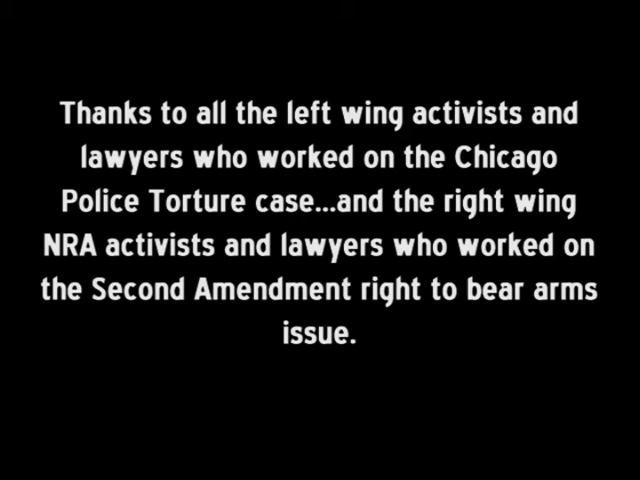 Thanks to all the left wing activists and
lawyers who worked on the Chicago
Police Torture case...and the right wing
NRA activists and lawyers who worked on
the Second Amendment right to bear arms
issue.